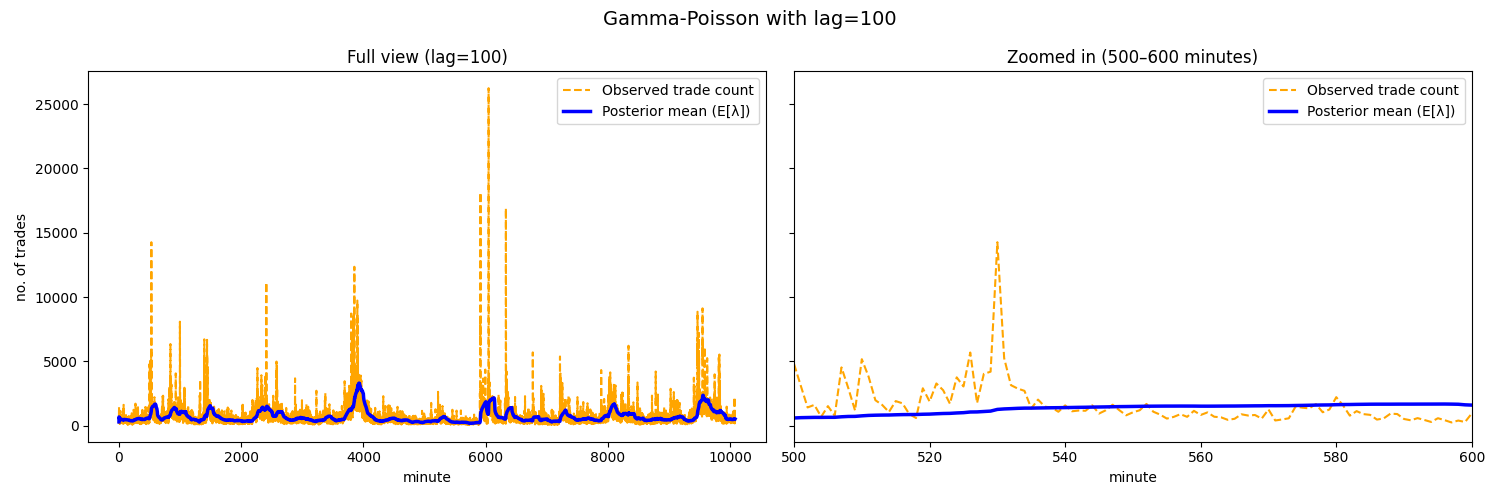 Gamma-Poisson with lag=100
Full view (lag=100)
no. of trades
25000
20000
15000
10000
5000
0
Observed trade count
Posterior mean (E[λ])
0 2000 4000 6000 8000 10000
minute
Zoomed in (500–600 minutes)
Observed trade count
Posterior mean (E[λ])
500 520 540 560 580 600
minute